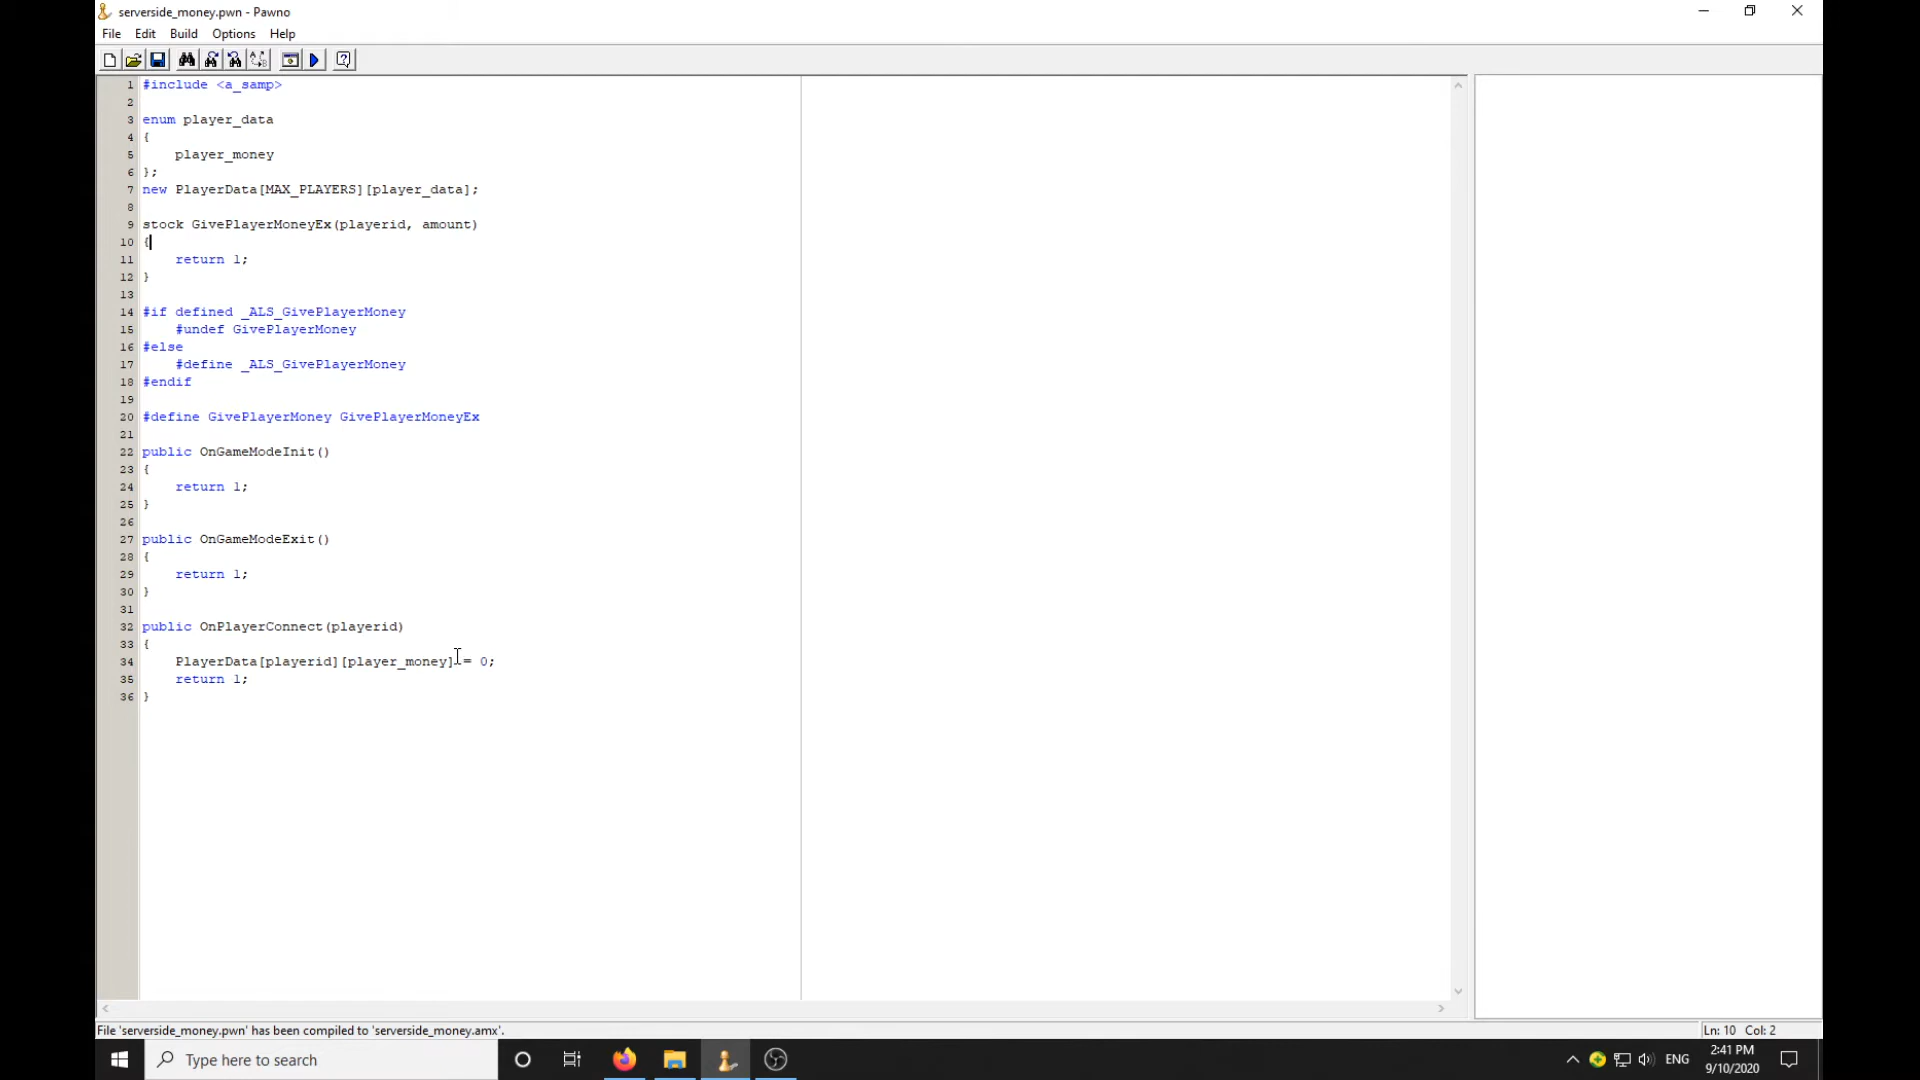 serverside_money.pwn - Pawno
File Edit Build Options Help
1 #include <a_samp>
2
3 enum player_data
4 {
5 player_money
6 };
7 new PlayerData[MAX_PLAYERS][player_data];
8
9 stock GivePlayerMoneyEx(playerid, amount)
10 {
11 return 1;
12 }
13
14 #if defined _ALS_GivePlayerMoney
15 #undef GivePlayerMoney
16 #else
17 #define _ALS_GivePlayerMoney
18 #endif
19
20 #define GivePlayerMoney GivePlayerMoneyEx
21
22 public OnGameModeInit()
23 {
24 return 1;
25 }
26
27 public OnGameModeExit()
28 {
29 return 1;
30 }
31
32 public OnPlayerConnect(playerid)
33 {
34 PlayerData[playerid][player_money] = 0;
35 return 1;
36 }
File 'serverside_money.pwn' has been compiled to 'serverside_money.amx'.
Ln: 10 Col: 2
Type here to search
ENG
2:41 PM
9/10/2020